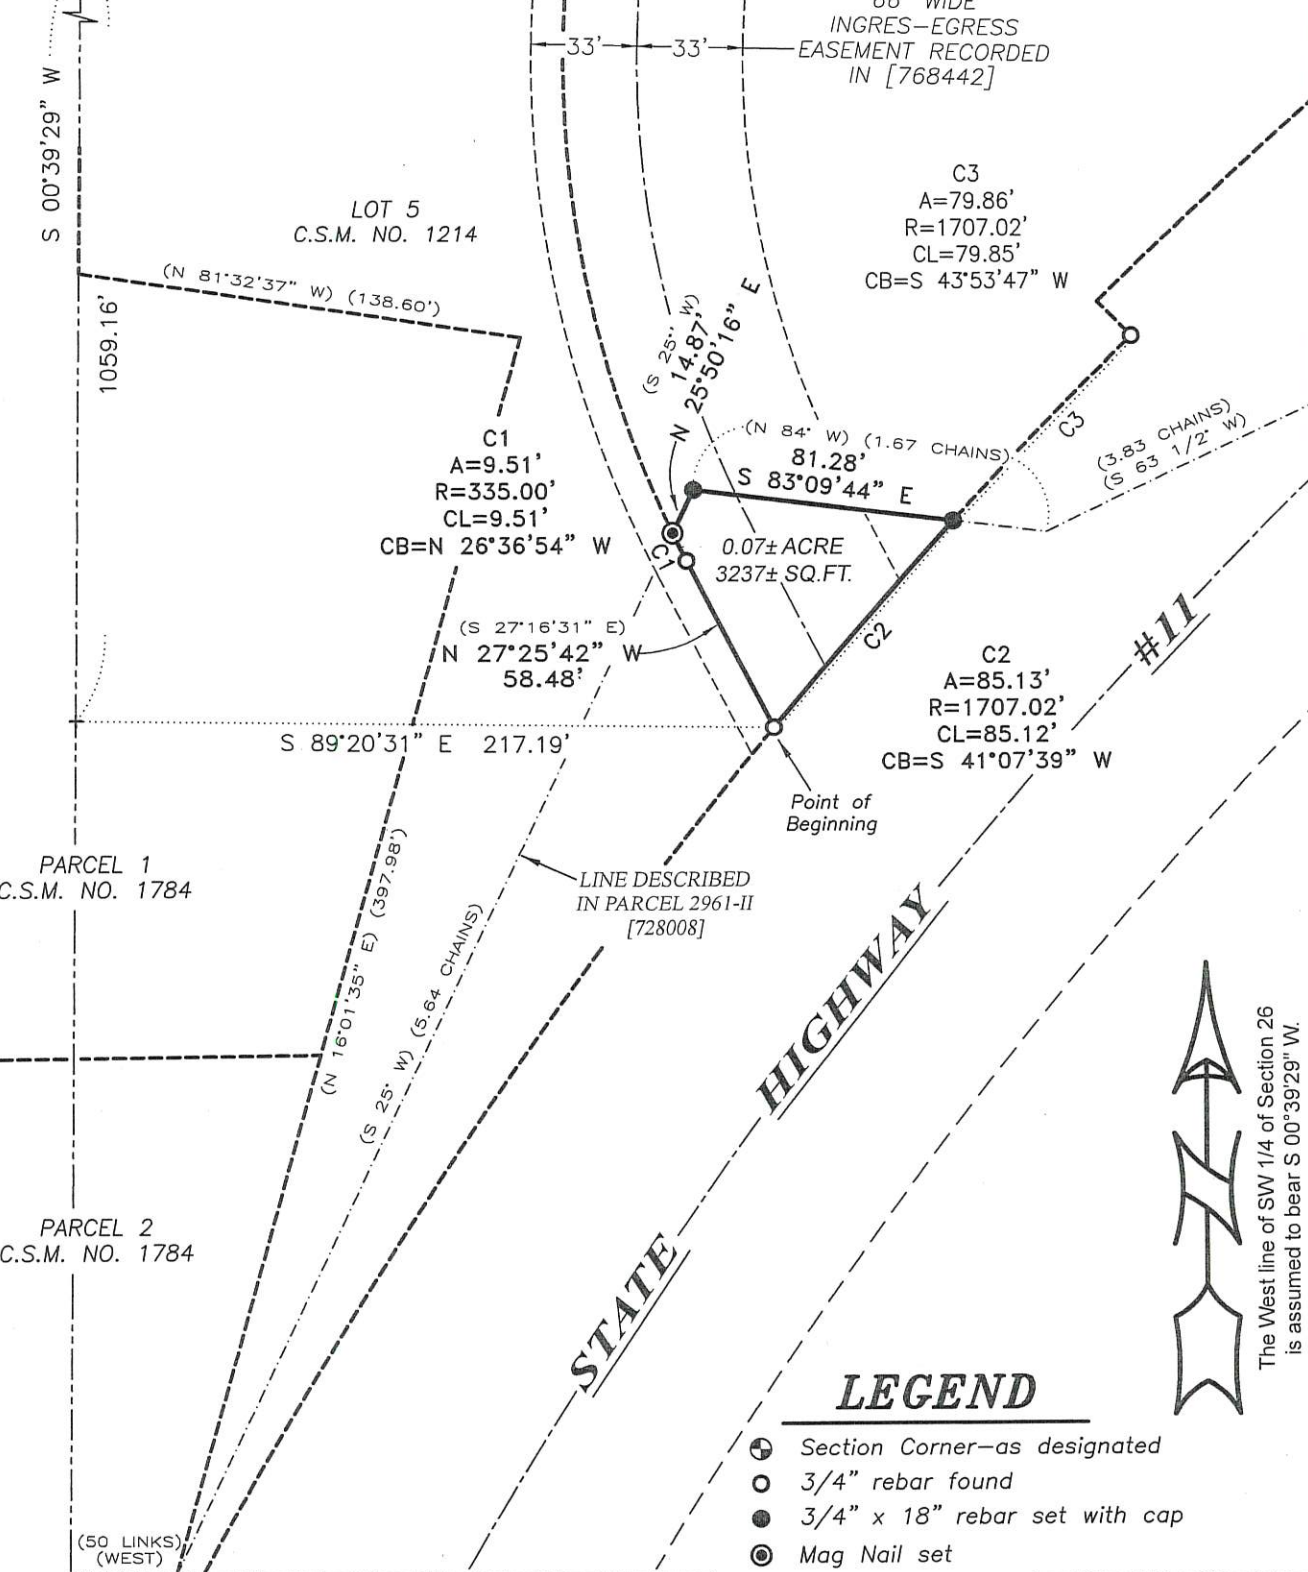 66' WIDE
INGRES-EGRESS
EASEMENT RECORDED
IN [768442]
33'
33'
S 00°39'29" W
1059.16'
LOT 5
C.S.M. NO. 1214
(N 81°32'37" W) (138.60')
C3
A=79.86'
R=1707.02'
CL=79.85'
CB=S 43°53'47" W
(S 25° W)
14.87'
N 25°50'16" E
C1
A=9.51'
R=335.00'
CL=9.51'
CB=N 26°36'54" W
(N 84° W) (1.67 CHAINS)
81.28'
S 83°09'44" E
C3
(3.83 CHAINS)
(S 63 1/2° W)
C1
0.07± ACRE
3237± SQ.FT.
(S 27°16'31" E)
N 27°25'42" W
58.48'
C2
#11
C2
A=85.13'
R=1707.02'
CL=85.12'
CB=S 41°07'39" W
S 89°20'31" E 217.19'
Point of
Beginning
PARCEL 1
C.S.M. NO. 1784
(N 16°01'35" E) (397.98')
(S 25° W) (5.64 CHAINS)
LINE DESCRIBED
IN PARCEL 2961-II
[728008]
HIGHWAY
STATE
PARCEL 2
C.S.M. NO. 1784
N
The West line of SW 1/4 of Section 26
is assumed to bear S 00°39'29" W.
(50 LINKS)
(WEST)
LEGEND
Section Corner-as designated
3/4" rebar found
3/4" x 18" rebar set with cap
Mag Nail set